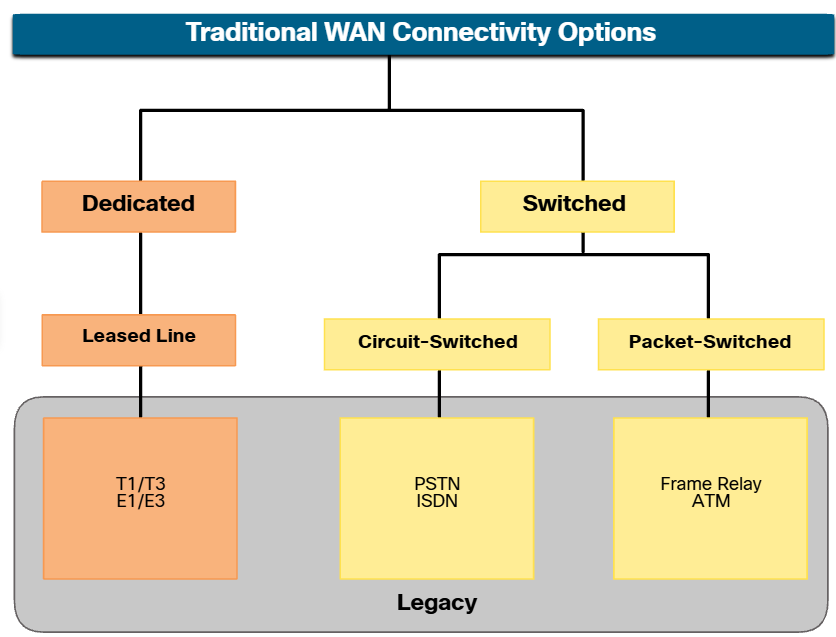 Traditional WAN Connectivity Options
Dedicated
Switched
Leased Line
Circuit-Switched
Packet-Switched
T1/T3
E1/E3
PSTN
ISDN
Frame Relay
ATM
Legacy